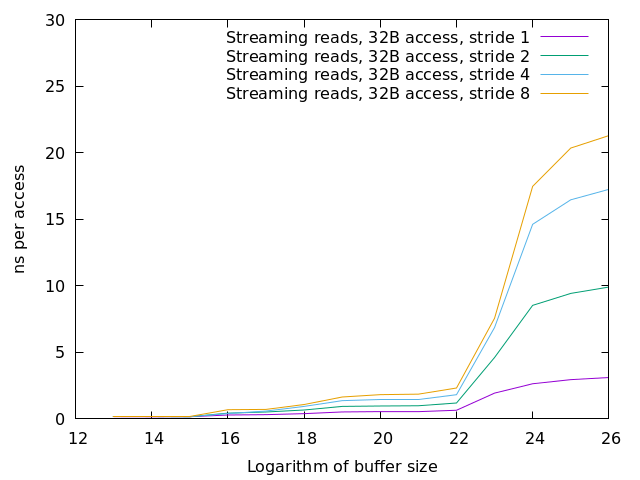 Streaming reads, 32B access, stride 1
Streaming reads, 32B access, stride 2
Streaming reads, 32B access, stride 4
Streaming reads, 32B access, stride 8
ns per access
30
25
20
15
10
5
0
12 14 16 18 20 22 24 26
Logarithm of buffer size